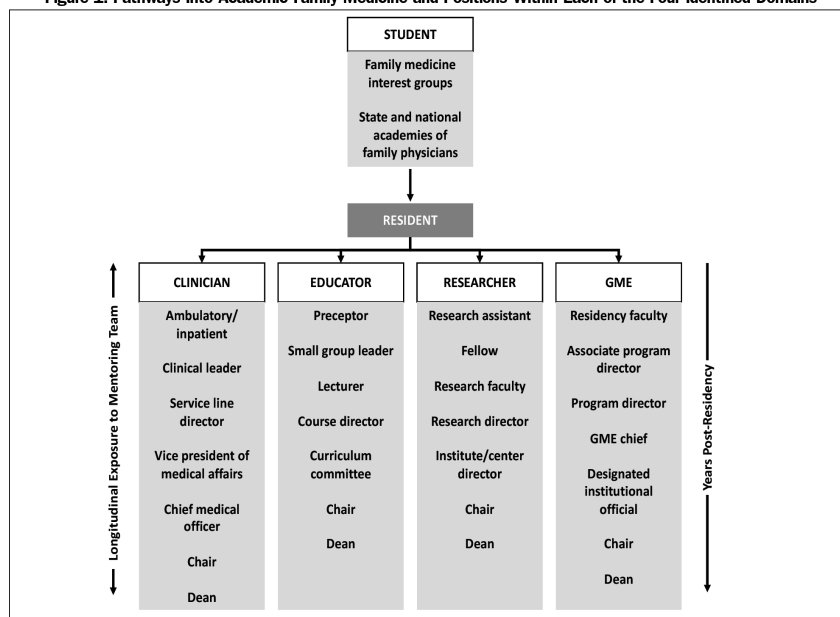 Figure 1: Pathways Into Academic Family Medicine and Positions Within Each of the Four Identified Domains
STUDENT
Family medicine
interest groups
State and national
academies of
family physicians
RESIDENT
Longitudinal Exposure to Mentoring Team
CLINICIAN
Ambulatory/
inpatient
Clinical leader
Service line
director
Vice president of
medical affairs
Chief medical
officer
Chair
Dean
EDUCATOR
Preceptor
Small group leader
Lecturer
Course director
Curriculum
committee
Chair
Dean
RESEARCHER
Research assistant
Fellow
Research faculty
Research director
Institute/center
director
Chair
Dean
GME
Residency faculty
Associate program
director
Program director
GME chief
Designated
institutional
official
Chair
Dean
Years Post-Residency